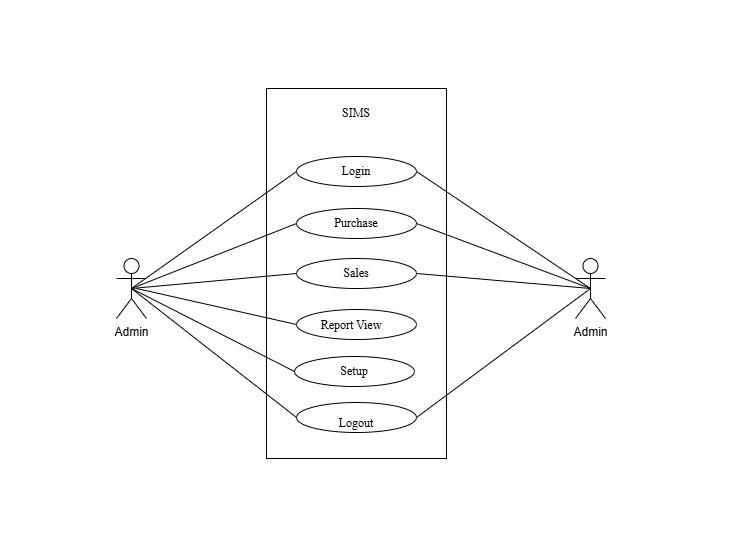 SIMS
Login
Purchase
Sales
Report View
Setup
Logout
Admin
Admin